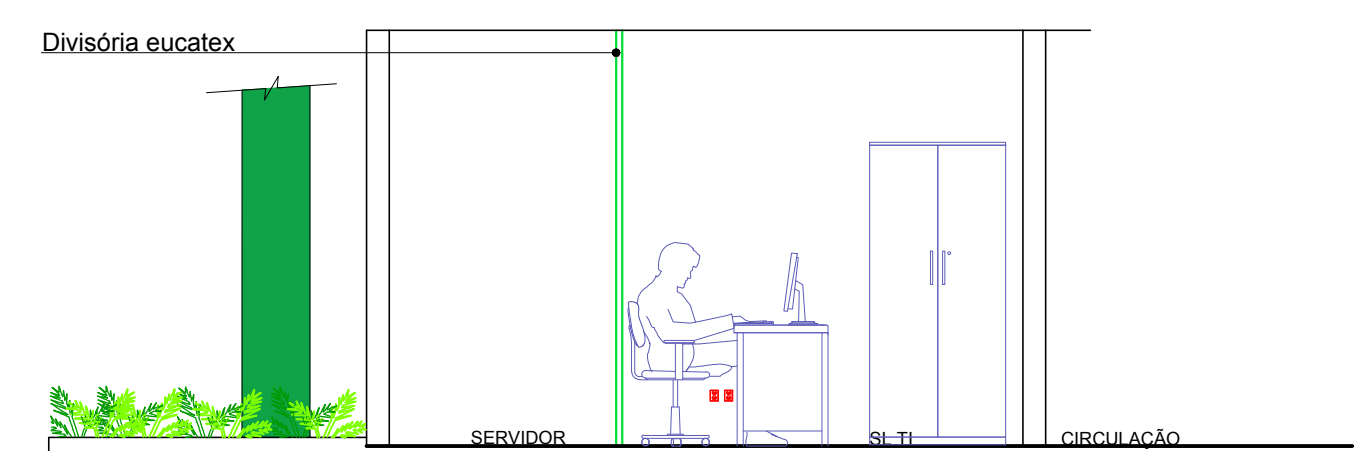 Divisória eucatex
SERVIDOR
SL TI
CIRCULAÇÃO